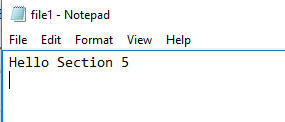 file1 - Notepad
File Edit Format View Help
Hello Section 5